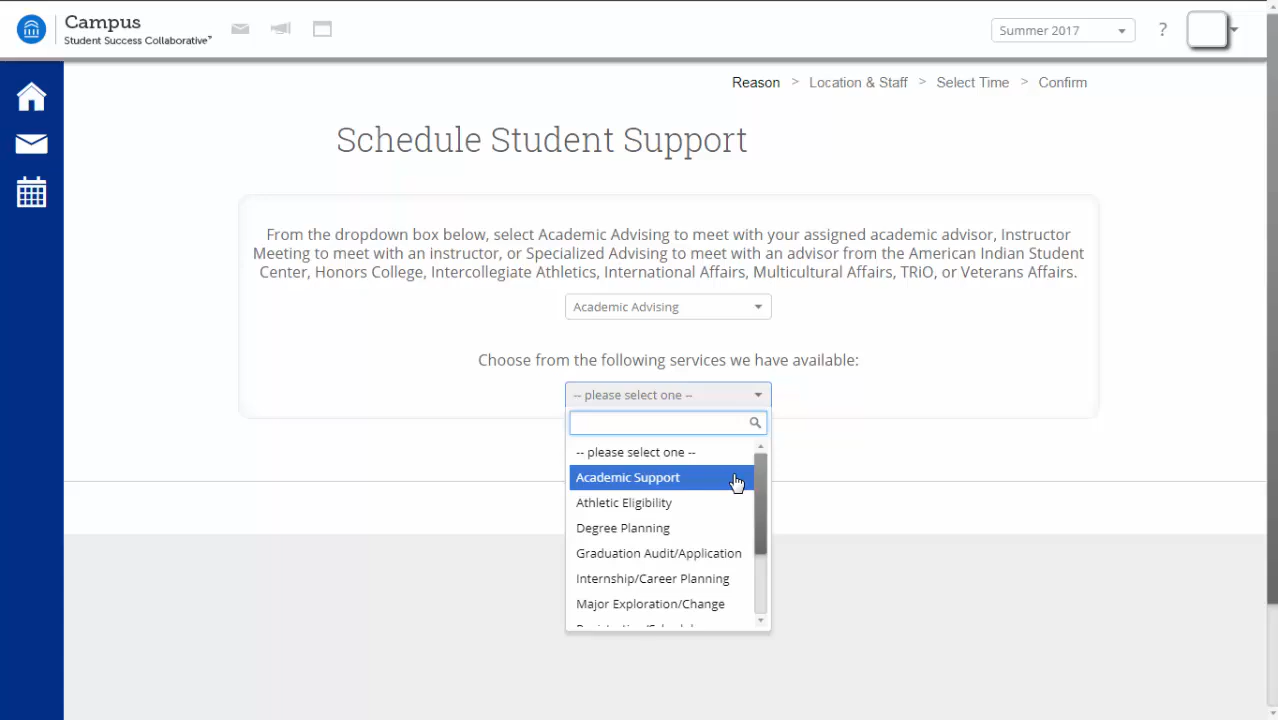 Campus
Student Success Collaborative™
Summer 2017
?
Reason > Location & Staff > Select Time > Confirm
Schedule Student Support
From the dropdown box below, select Academic Advising to meet with your assigned academic advisor, Instructor
Meeting to meet with an instructor, or Specialized Advising to meet with an advisor from the American Indian Student
Center, Honors College, Intercollegiate Athletics, International Affairs, Multicultural Affairs, TRiO, or Veterans Affairs.
Academic Advising
Choose from the following services we have available:
-- please select one --
-- please select one --
Academic Support
Athletic Eligibility
Degree Planning
Graduation Audit/Application
Internship/Career Planning
Major Exploration/Change